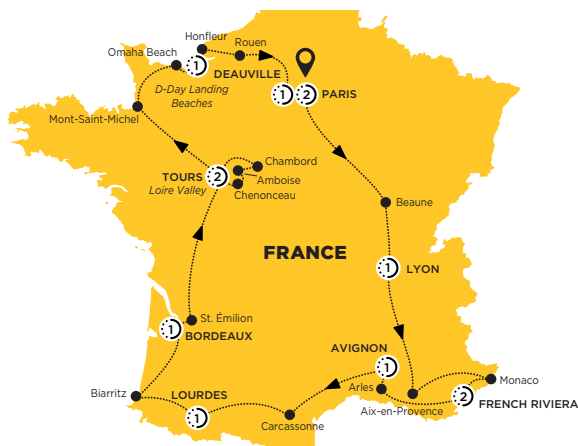 Honfleur
Rouen
Omaha Beach
1
DEAUVILLE
D-Day Landing
Beaches
1
2
PARIS
Mont-Saint-Michel
Chambord
TOURS
2
Loire Valley
Amboise
Chenonceau
Beaune
FRANCE
1
LYON
St. Émilion
1
BORDEAUX
AVIGNON
1
Monaco
Biarritz
LOURDES
Arles
2
FRENCH RIVIERA
Aix-en-Provence
1
Carcassonne